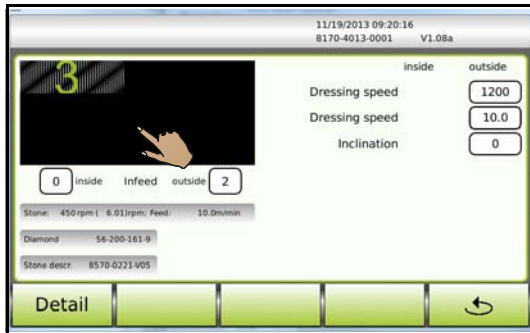 11/19/2013 09:20:16
8170-4013-0001 V1.08a
3
inside outside
Dressing speed 1200
Dressing speed 10.0
Inclination 0
0 inside Infeed outside 2
Stone: 450 rpm ( 6.01)rpm; Feed: 10.0m/min
Diamond 56-200-161-9
Stone descr. 8570-0221-V05
Detail